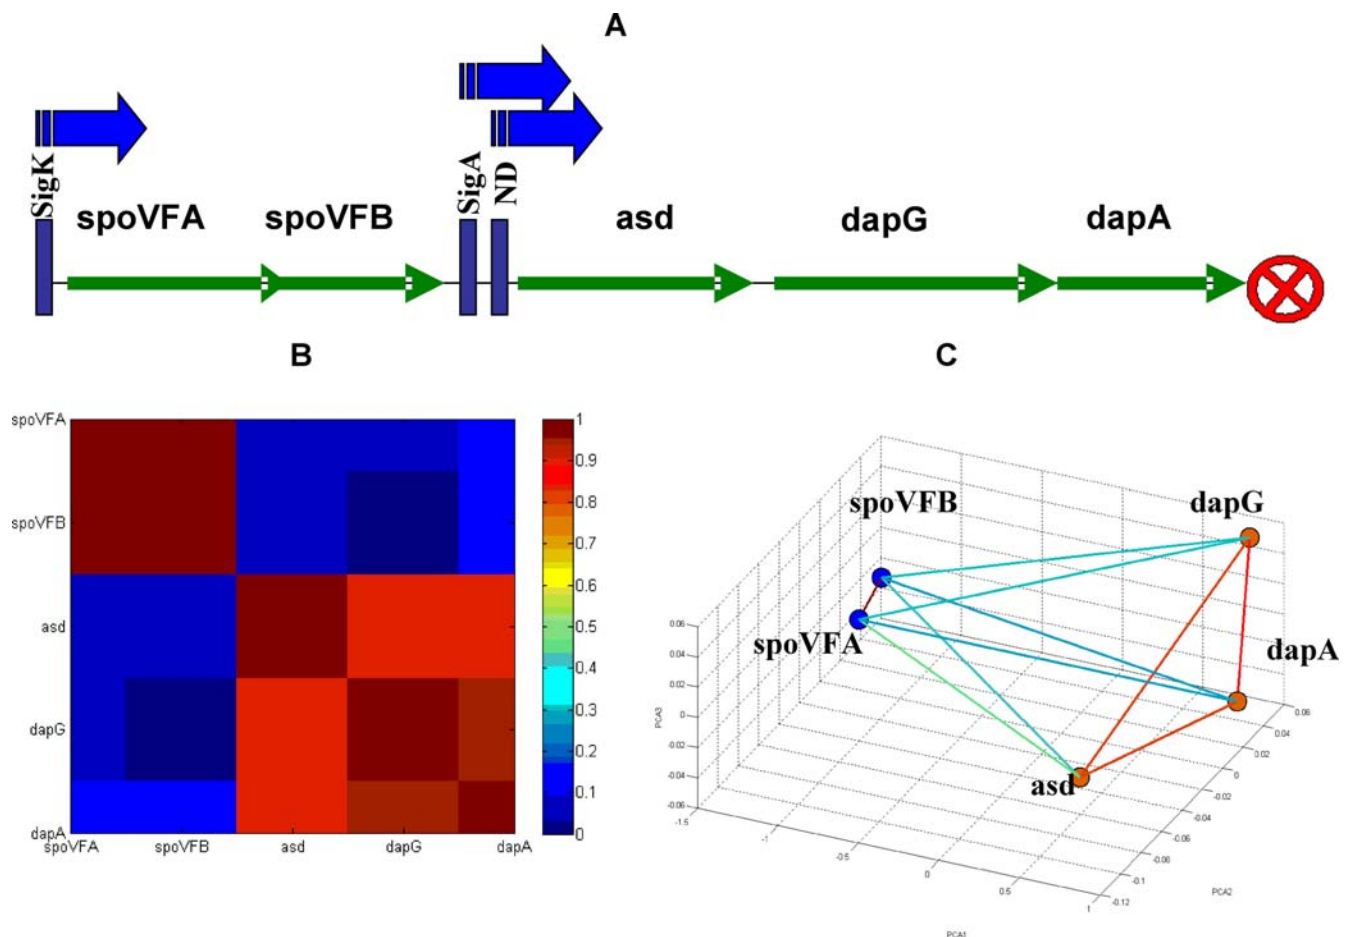 A
SigK
SigA
ND
spoVFA
spoVFB
asd
dapG
dapA
B
C
spoVFA
spoVFB
asd
dapG
dapA
spoVFA
spoVFB
asd
dapG
dapA
1
0.9
0.8
0.7
0.6
0.5
0.4
0.3
0.2
0.1
0
spoVFB
dapG
spoVFA
dapA
asd
PCA3
0.06
0.04
0.02
0
-0.02
-0.04
-0.06
-1.5
-1
-0.5
0
0.5
1
PCA1
0.06
0.04
0.02
0
-0.02
-0.04
-0.06
-0.08
-0.1
-0.12
PCA2